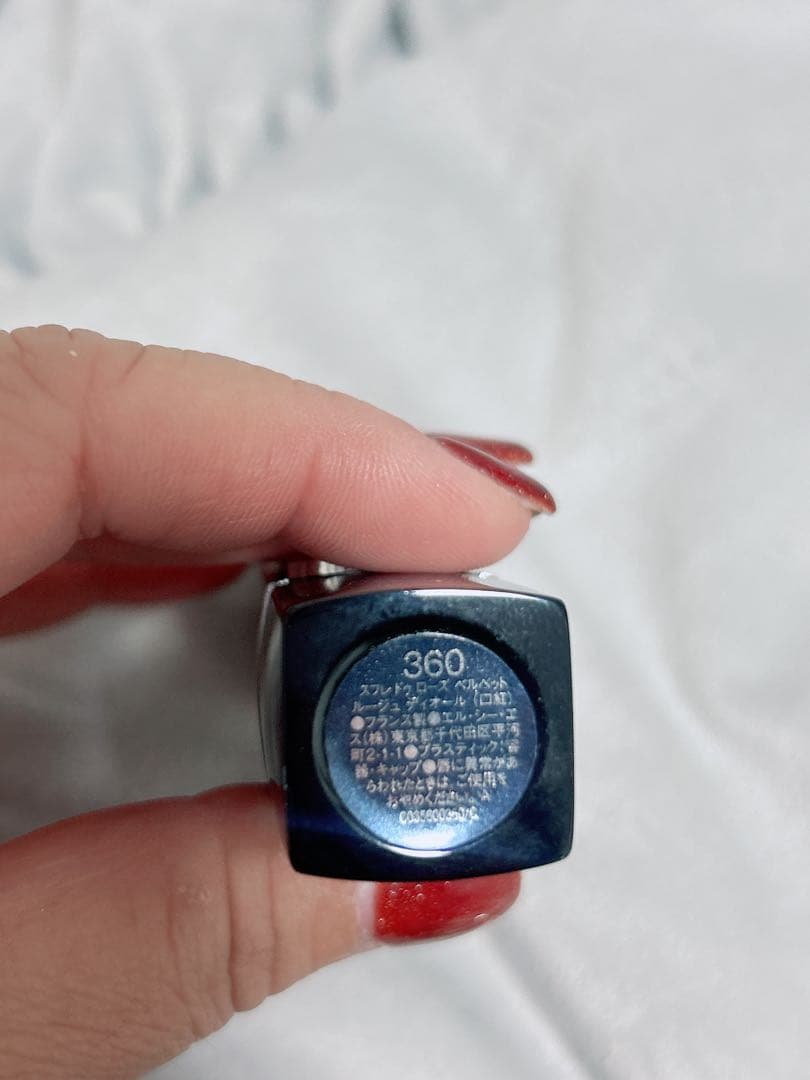 360
スフレ ドゥ ローズ ベルベット
ルージュ ディオール (口紅)
フランス製 エル・シー・エ
ス(株) 東京都千代田区平河
町2-1-1 プラスティック:容
器・キャップ 唇に異常があ
らわれたときは、ご使用を
おやめください。